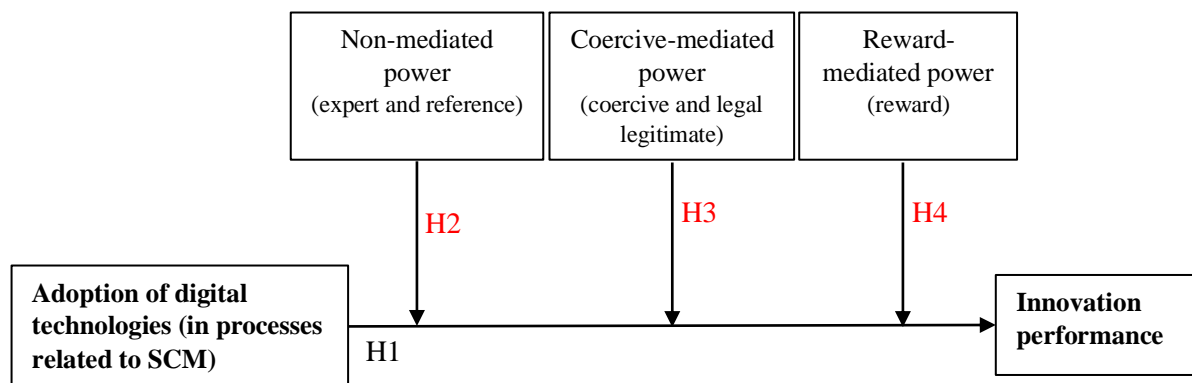 Non-mediated
power
(expert and reference)
Coercive-mediated
power
(coercive and legal
legitimate)
Reward-
mediated power
(reward)
H2
H3
H4
Adoption of digital
technologies (in processes
related to SCM)
H1
Innovation
performance